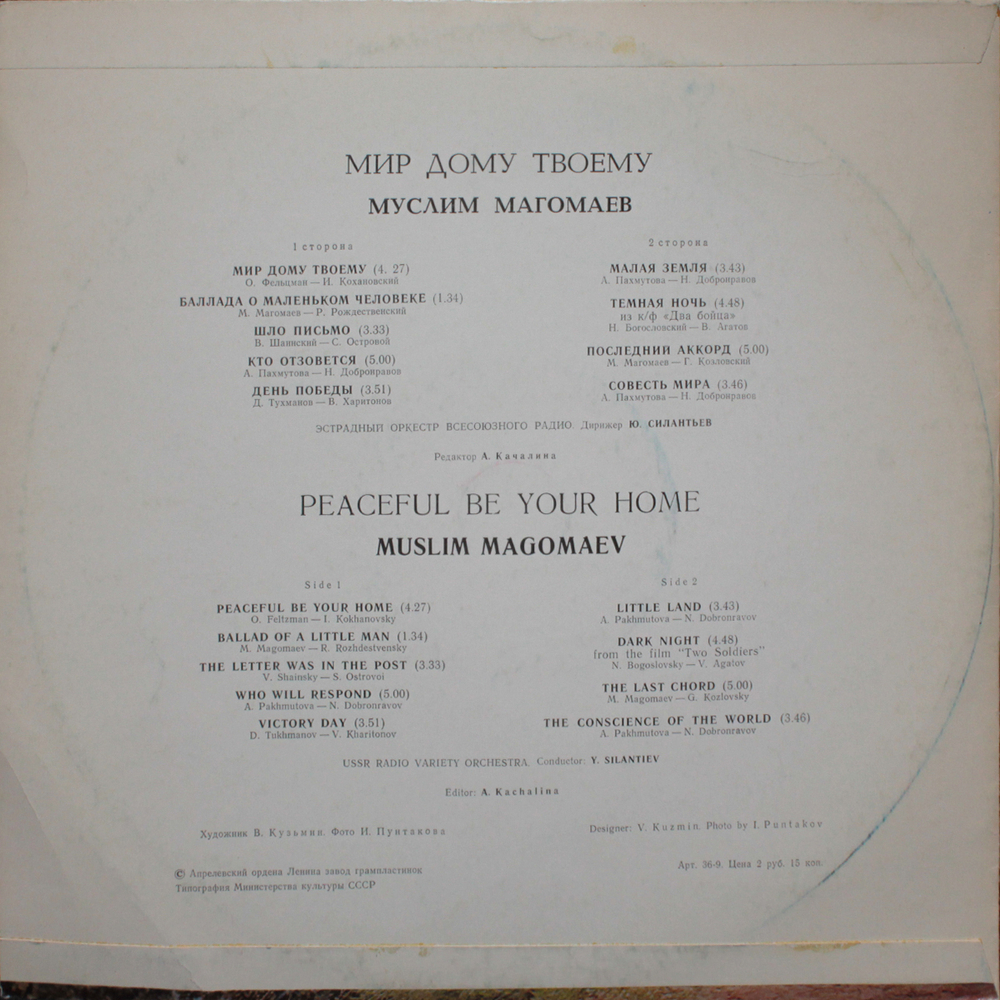 МИР ДОМУ ТВОЕМУ
МУСЛИМ МАГОМАЕВ
1 сторона
МИР ДОМУ ТВОЕМУ (4. 27)
О. Фельцман — И. Кохановский
БАЛЛАДА О МАЛЕНЬКОМ ЧЕЛОВЕКЕ (1.34)
М. Магомаев — Р. Рождественский
ШЛО ПИСЬМО (3.33)
В. Шаинский — С. Островой
КТО ОТЗОВЕТСЯ (5.00)
А. Пахмутова — Н. Добронравов
ДЕНЬ ПОБЕДЫ (3.51)
Д. Тухманов — В. Харитонов
2 сторона
МАЛАЯ ЗЕМЛЯ (3.43)
А. Пахмутова — Н. Добронравов
ТЕМНАЯ НОЧЬ (4.48)
из к/ф «Два бойца»
Н. Богословский — В. Агатов
ПОСЛЕДНИЙ АККОРД (5.00)
М. Магомаев — Г. Козловский
СОВЕСТЬ МИРА (3.46)
А. Пахмутова — Н. Добронравов
ЭСТРАДНЫЙ ОРКЕСТР ВСЕСОЮЗНОГО РАДИО. Дирижер Ю. СИЛАНТЬЕВ
Редактор А. Качалина
PEACEFUL BE YOUR HOME
MUSLIM MAGOMAEV
Side 1
PEACEFUL BE YOUR HOME (4.27)
O. Feltzman — I. Kokhanovsky
BALLAD OF A LITTLE MAN (1.34)
M. Magomaev — R. Rozhdestvensky
THE LETTER WAS IN THE POST (3.33)
V. Shainsky — S. Ostrovoi
WHO WILL RESPOND (5.00)
A. Pakhmutova — N. Dobronravov
VICTORY DAY (3.51)
D. Tukhmanov — V. Kharitonov
Side 2
LITTLE LAND (3.43)
A. Pakhmutova — N. Dobronravov
DARK NIGHT (4.48)
from the film "Two Soldiers"
N. Bogoslovsky — V. Agatov
THE LAST CHORD (5.00)
M. Magomaev — G. Kozlovsky
THE CONSCIENCE OF THE WORLD (3.46)
A. Pakhmutova — N. Dobronravov
USSR RADIO VARIETY ORCHESTRA. Conductor: Y. SILANTIEV
Editor: A. Kachalina
Художник В. Кузьмин. Фото И. Пунтакова
Designer: V. Kuzmin. Photo by I. Puntakov
© Апрелевский ордена Ленина завод грампластинок
Типография Министерства культуры СССР
Арт. 36-9. Цена 2 руб. 15 коп.